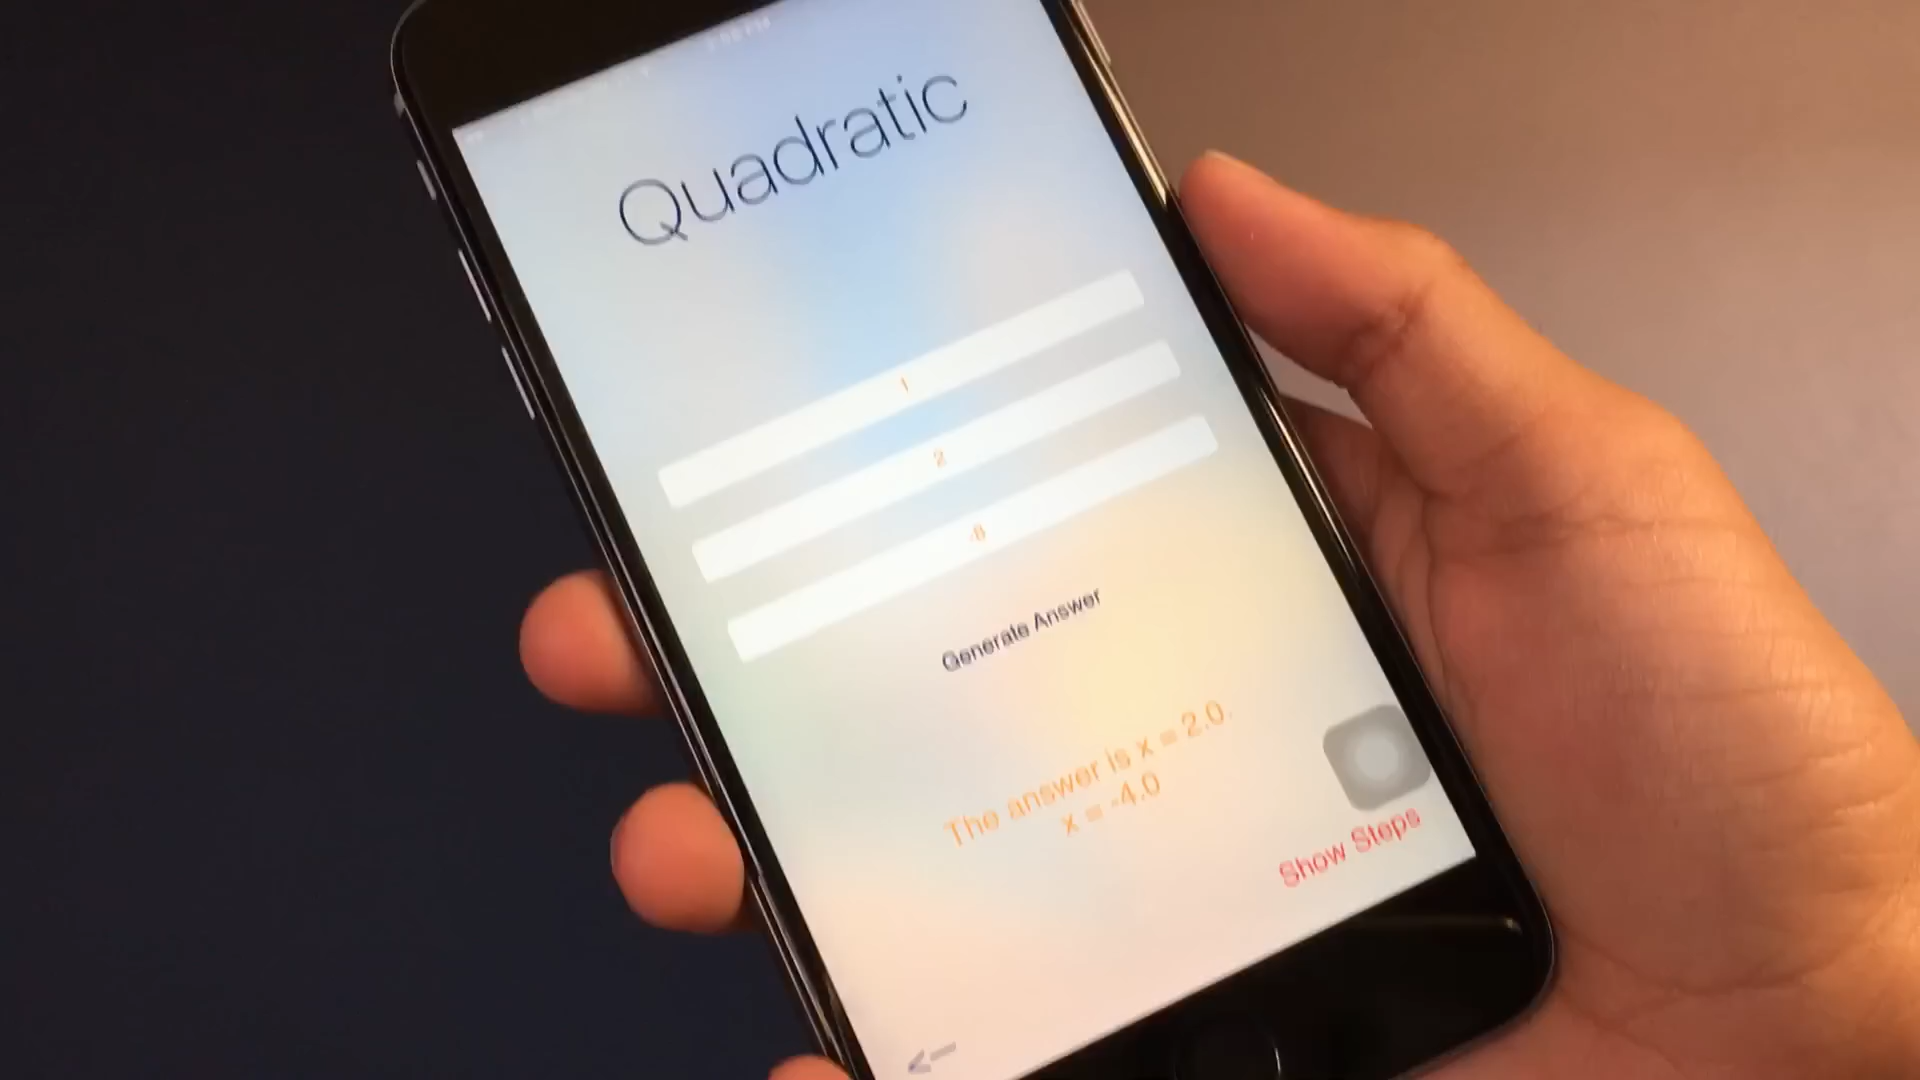 Quadratic
1
2
-8
Generate Answer
The answer is x = 2.0.
x = -4.0
Show Steps